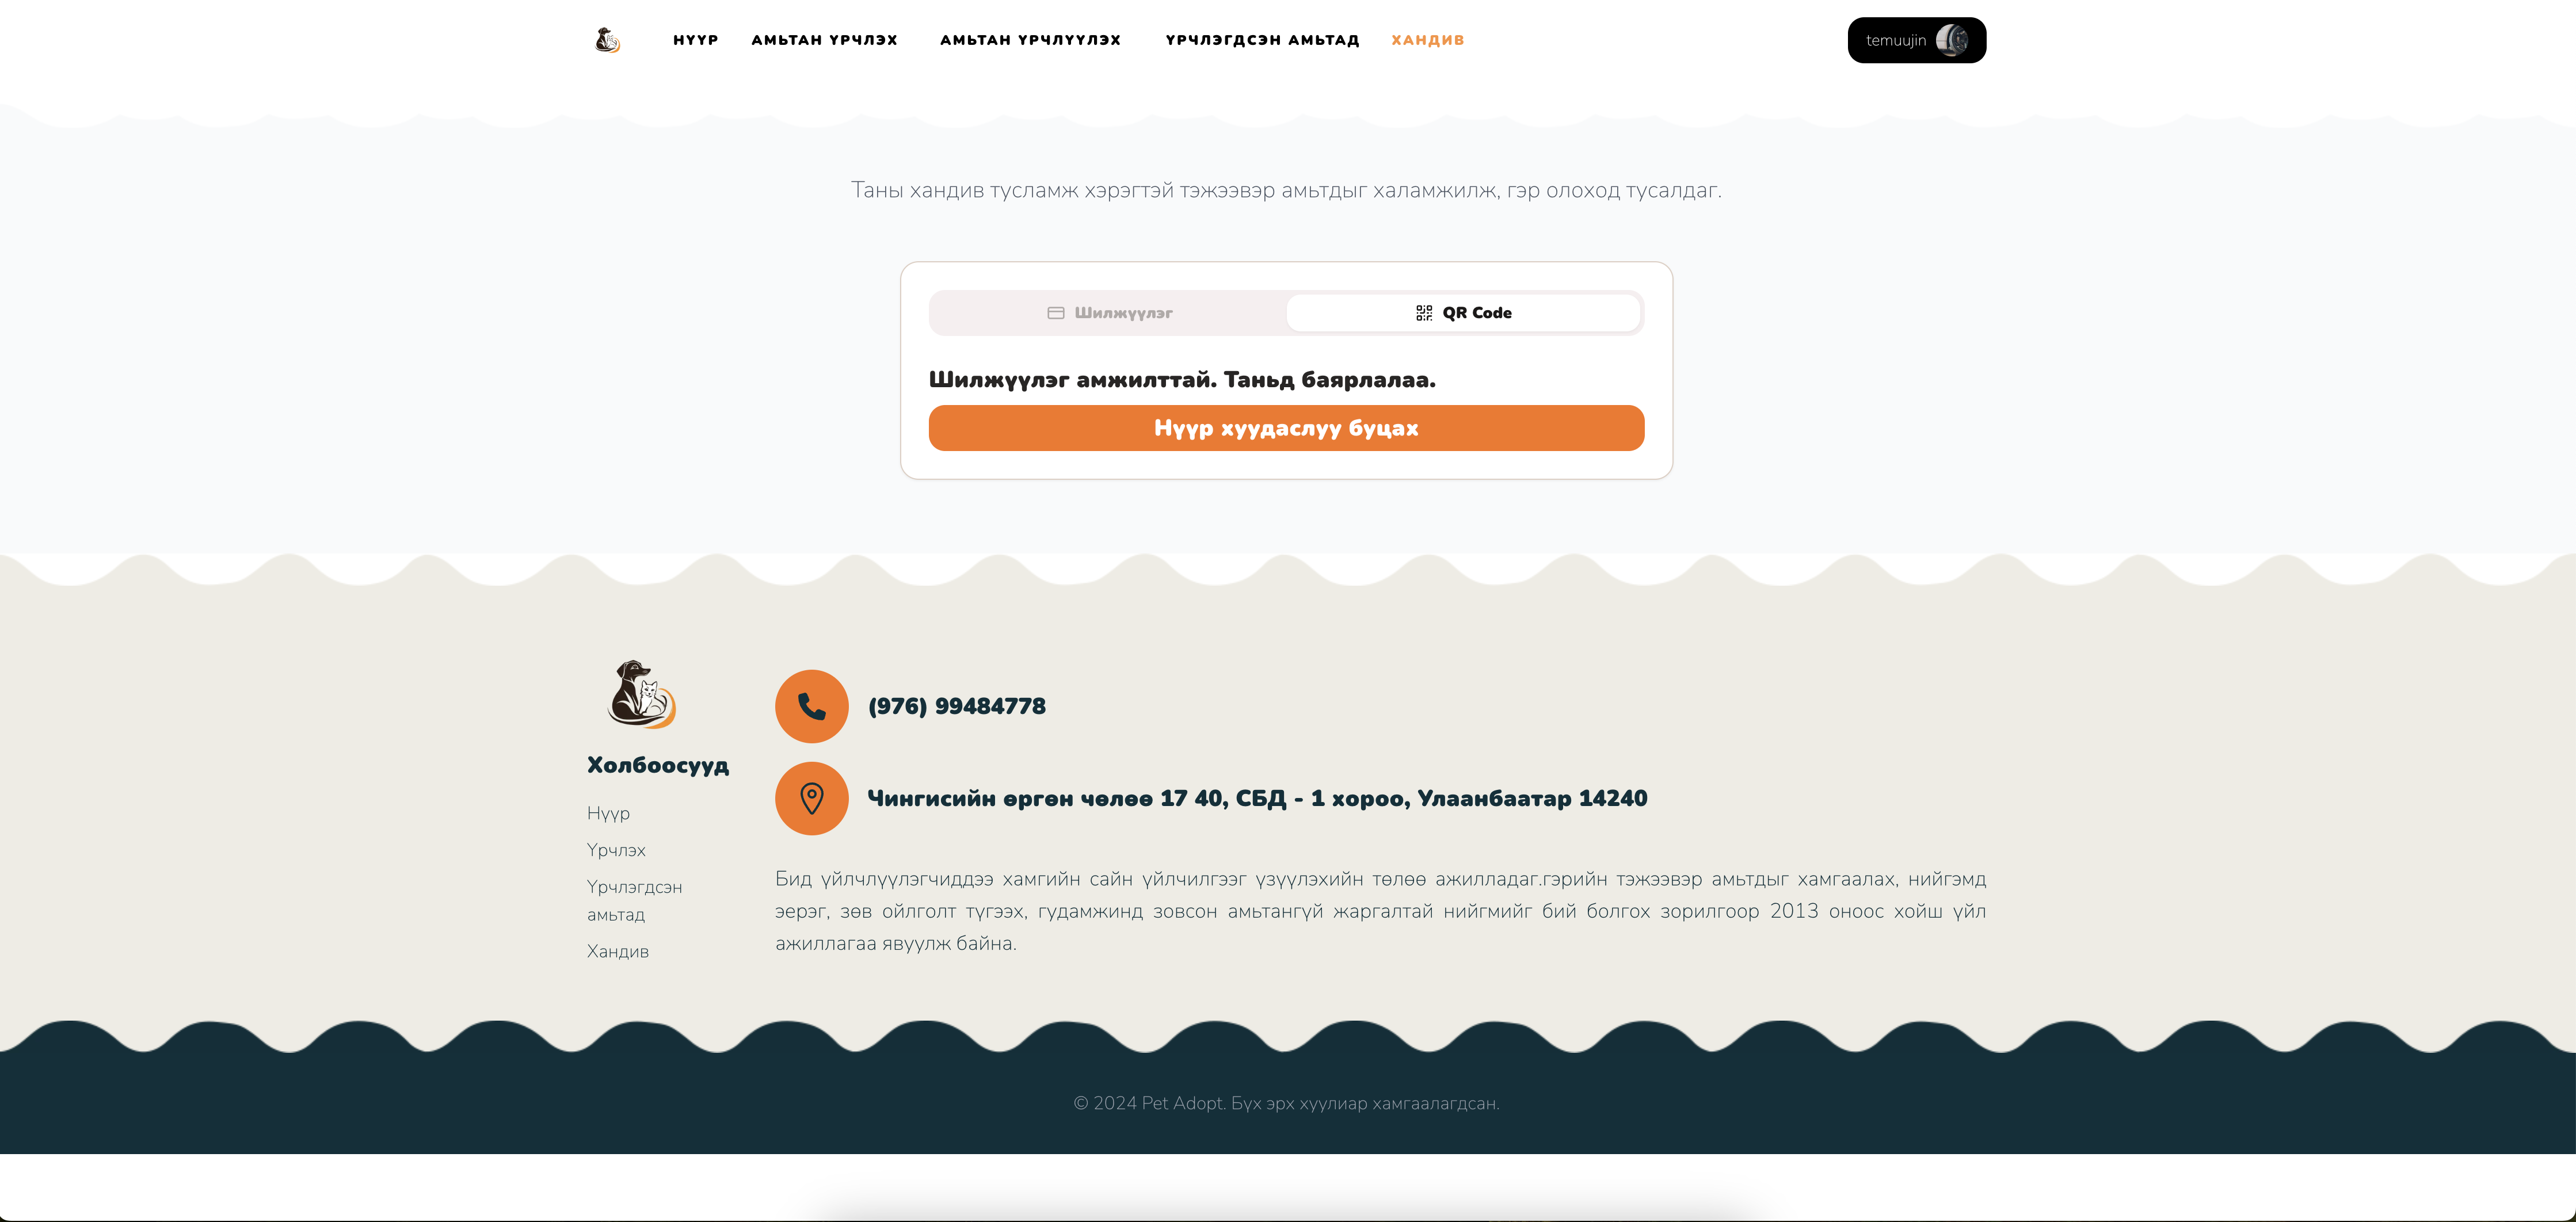 НҮҮР АМЬТАН ҮРЧЛЭХ АМЬТАН ҮРЧЛҮҮЛЭХ ҮРЧЛЭГДСЭН АМЬТАД ХАНДИВ temuujin
Таны хандив тусламж хэрэгтэй тэжээвэр амьтдыг халамжилж, гэр олоход тусалдаг.
Шилжүүлэг QR Code
Шилжүүлэг амжилттай. Таньд баярлалаа.
Нүүр хуудаслуу буцах
Холбоосууд
Нүүр
Үрчлэх
Үрчлэгдсэн
амьтад
Хандив
(976) 99484778
Чингисийн өргөн чөлөө 17 40, СБД - 1 хороо, Улаанбаатар 14240
Бид үйлчлүүлэгчиддээ хамгийн сайн үйлчилгээг үзүүлэхийн төлөө ажилладаг.гэрийн тэжээвэр амьтдыг хамгаалах, нийгэмд
эерэг, зөв ойлголт түгээх, гудамжинд зовсон амьтангүй жаргалтай нийгмийг бий болгох зорилгоор 2013 оноос хойш үйл
ажиллагаа явуулж байна.
© 2024 Pet Adopt. Бүх эрх хуулиар хамгаалагдсан.